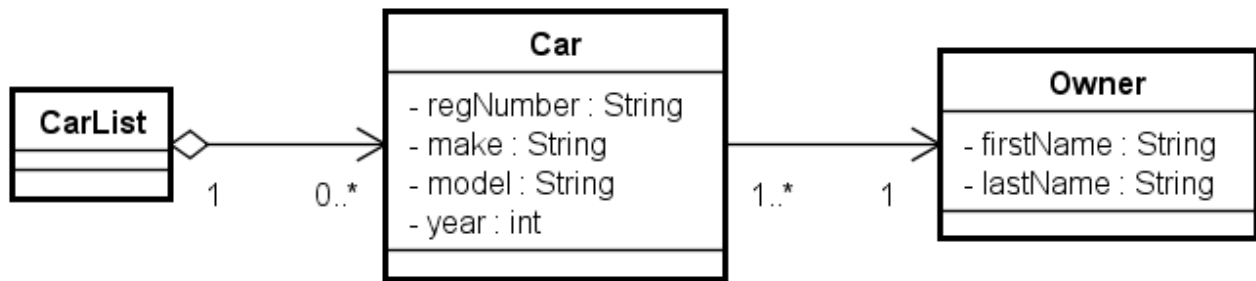 CarList
1
0..*
Car
- regNumber : String
- make : String
- model : String
- year : int
1..*
1
Owner
- firstName : String
- lastName : String